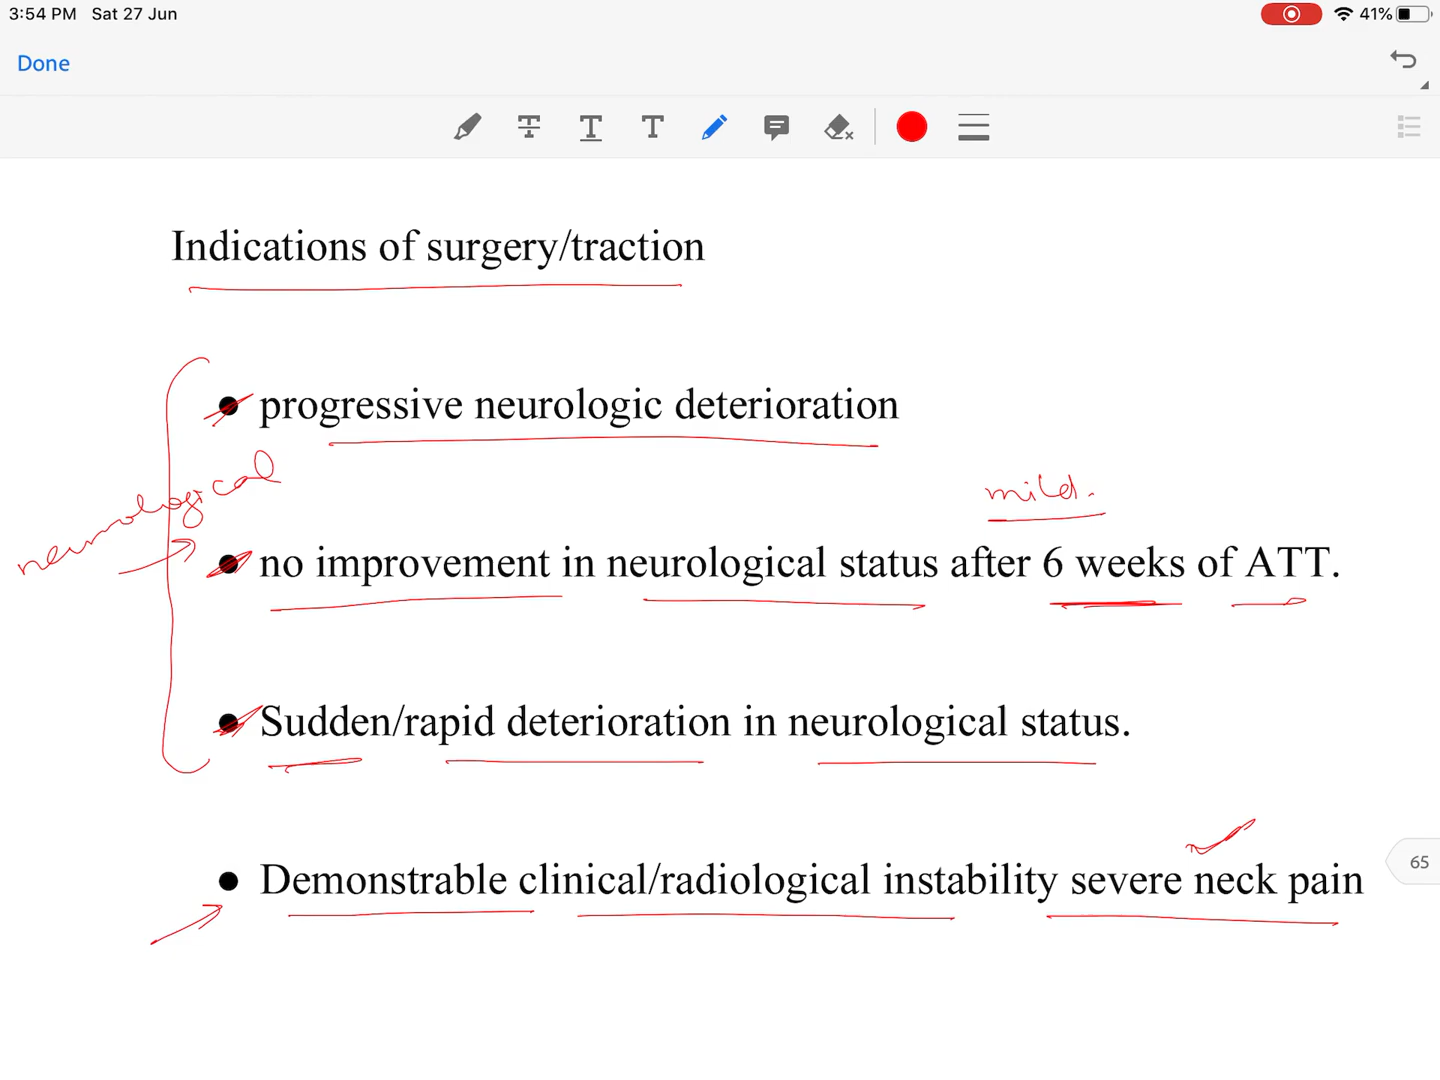 3:54 PM Sat 27 Jun 41%
Done
T T T
Indications of surgery/traction
● progressive neurologic deterioration
neurological
mild.
● no improvement in neurological status after 6 weeks of ATT.
● Sudden/rapid deterioration in neurological status.
● Demonstrable clinical/radiological instability severe neck pain
65